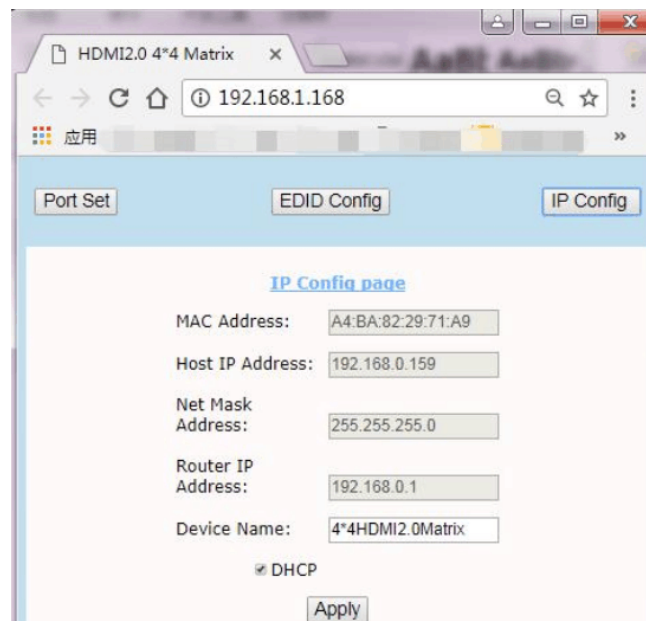 HDMI2.0 4*4 Matrix
192.168.1.168
应用
Port Set
EDID Config
IP Config
IP Config page
MAC Address: A4:BA:82:29:71:A9
Host IP Address: 192.168.0.159
Net Mask
Address: 255.255.255.0
Router IP
Address: 192.168.0.1
Device Name: 4*4HDMI2.0Matrix
DHCP
Apply